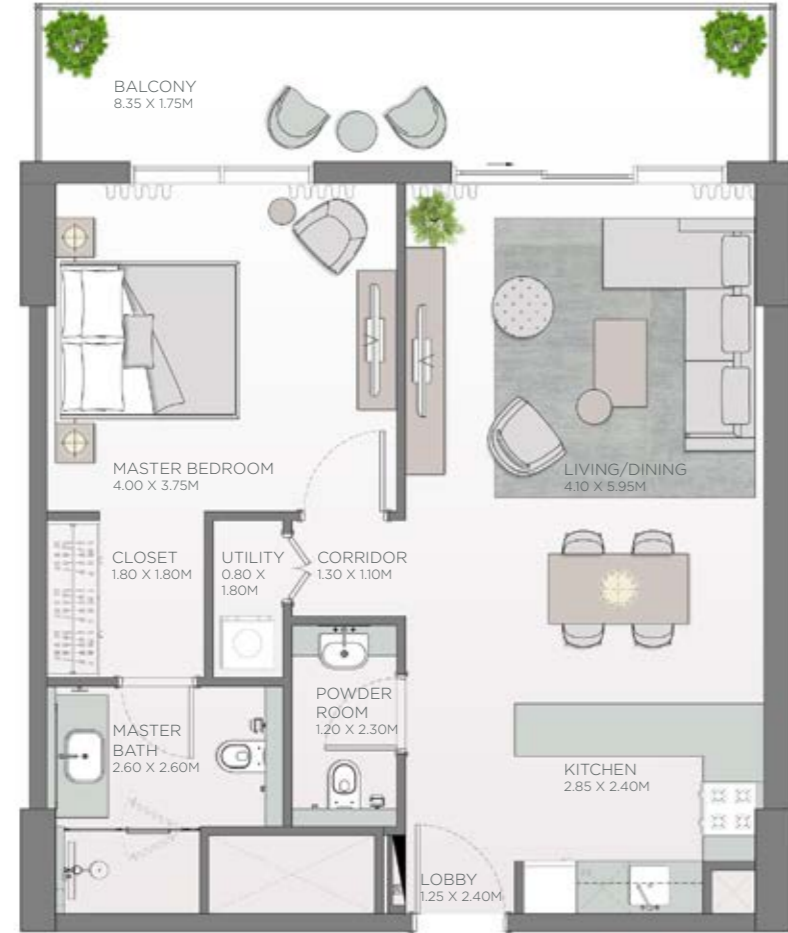 BALCONY
8.35 X 1.75M
MASTER BEDROOM
4.00 X 3.75M
LIVING/DINING
4.10 X 5.95M
CLOSET
1.80 X 1.80M
UTILITY
0.80 X
1.80M
CORRIDOR
1.30 X 1.10M
POWDER
ROOM
1.20 X 2.30M
MASTER
BATH
2.60 X 2.60M
KITCHEN
2.85 X 2.40M
LOBBY
1.25 X 2.40M